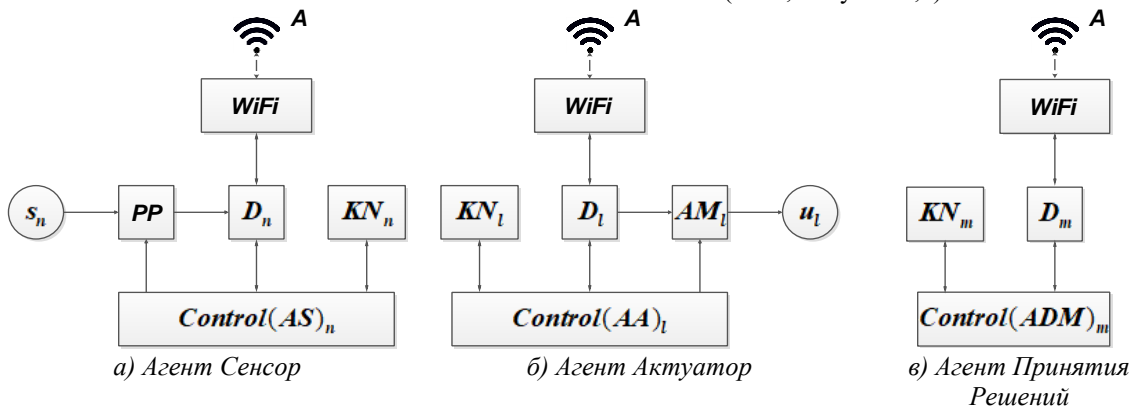 A A A
WiFi WiFi WiFi
s_n PP D_n KN_n KN_l D_l AM_l u_l KN_m D_m
Control(AS)_n Control(AA)_l Control(ADM)_m
а) Агент Сенсор б) Агент Актуатор в) Агент Принятия
Решений